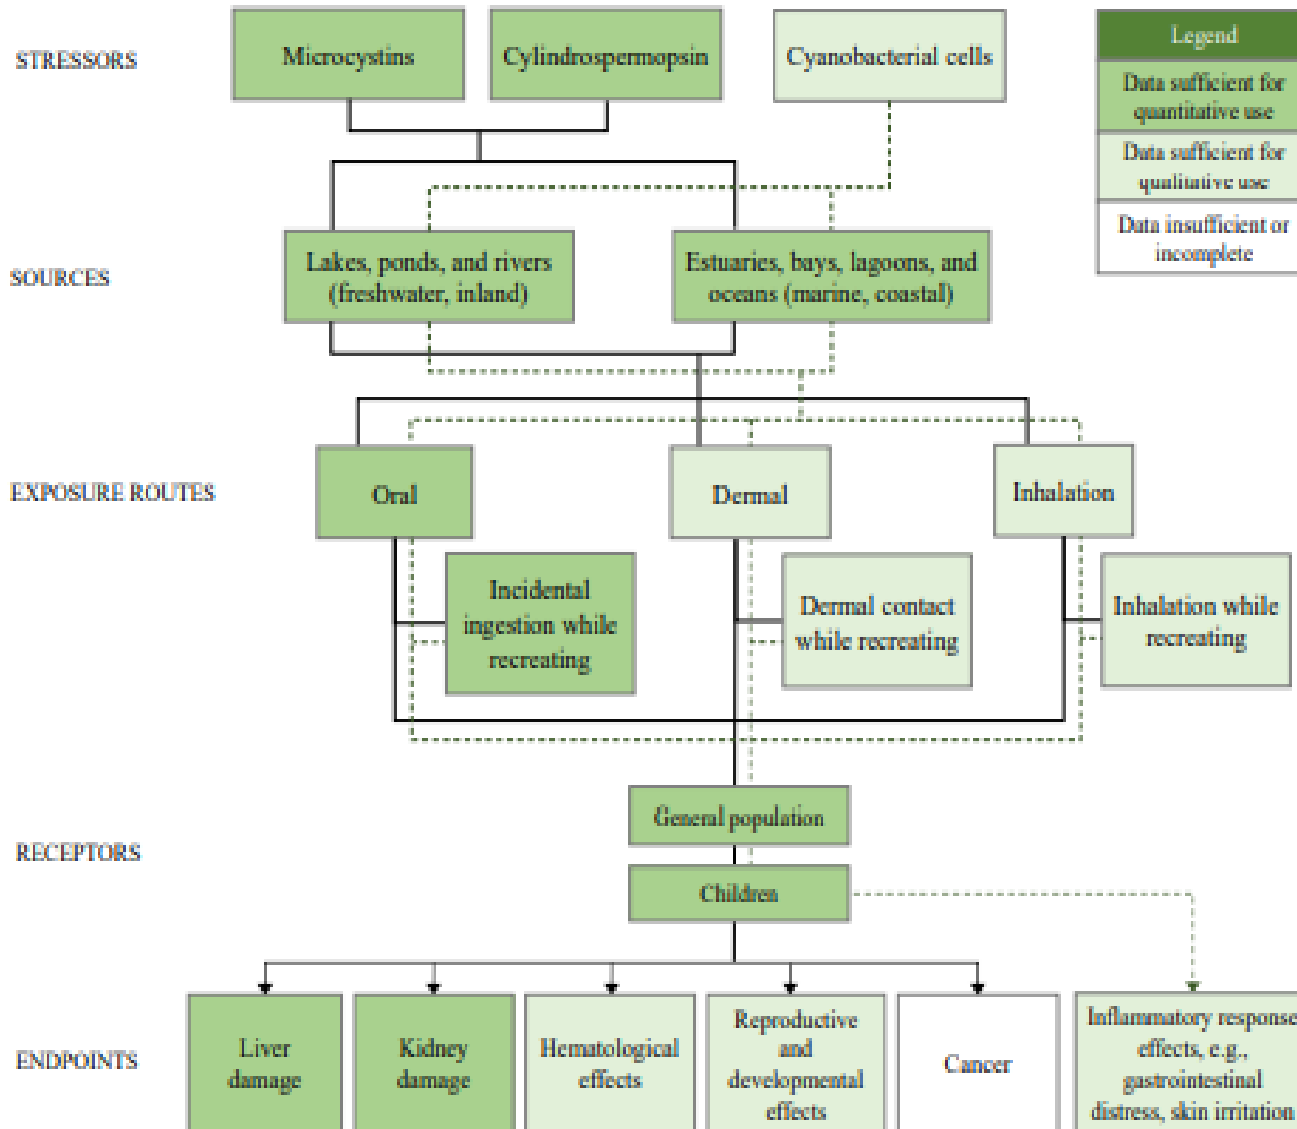 STRESSORS
Microcystins
Cylindrospermopsin
Cyanobacterial cells
Legend
Data sufficient for
quantitative use
Data sufficient for
qualitative use
Data insufficient or
incomplete
SOURCES
Lakes, ponds, and rivers
(freshwater, inland)
Estuaries, bays, lagoons, and
oceans (marine, coastal)
EXPOSURE ROUTES
Oral
Dermal
Inhalation
Incidental
ingestion while
recreating
Dermal contact
while recreating
Inhalation while
recreating
RECEPTORS
General population
Children
ENDPOINTS
Liver
damage
Kidney
damage
Hematological
effects
Reproductive
and
developmental
effects
Cancer
Inflammatory response
effects, e.g.,
gastrointestinal
distress, skin irritation